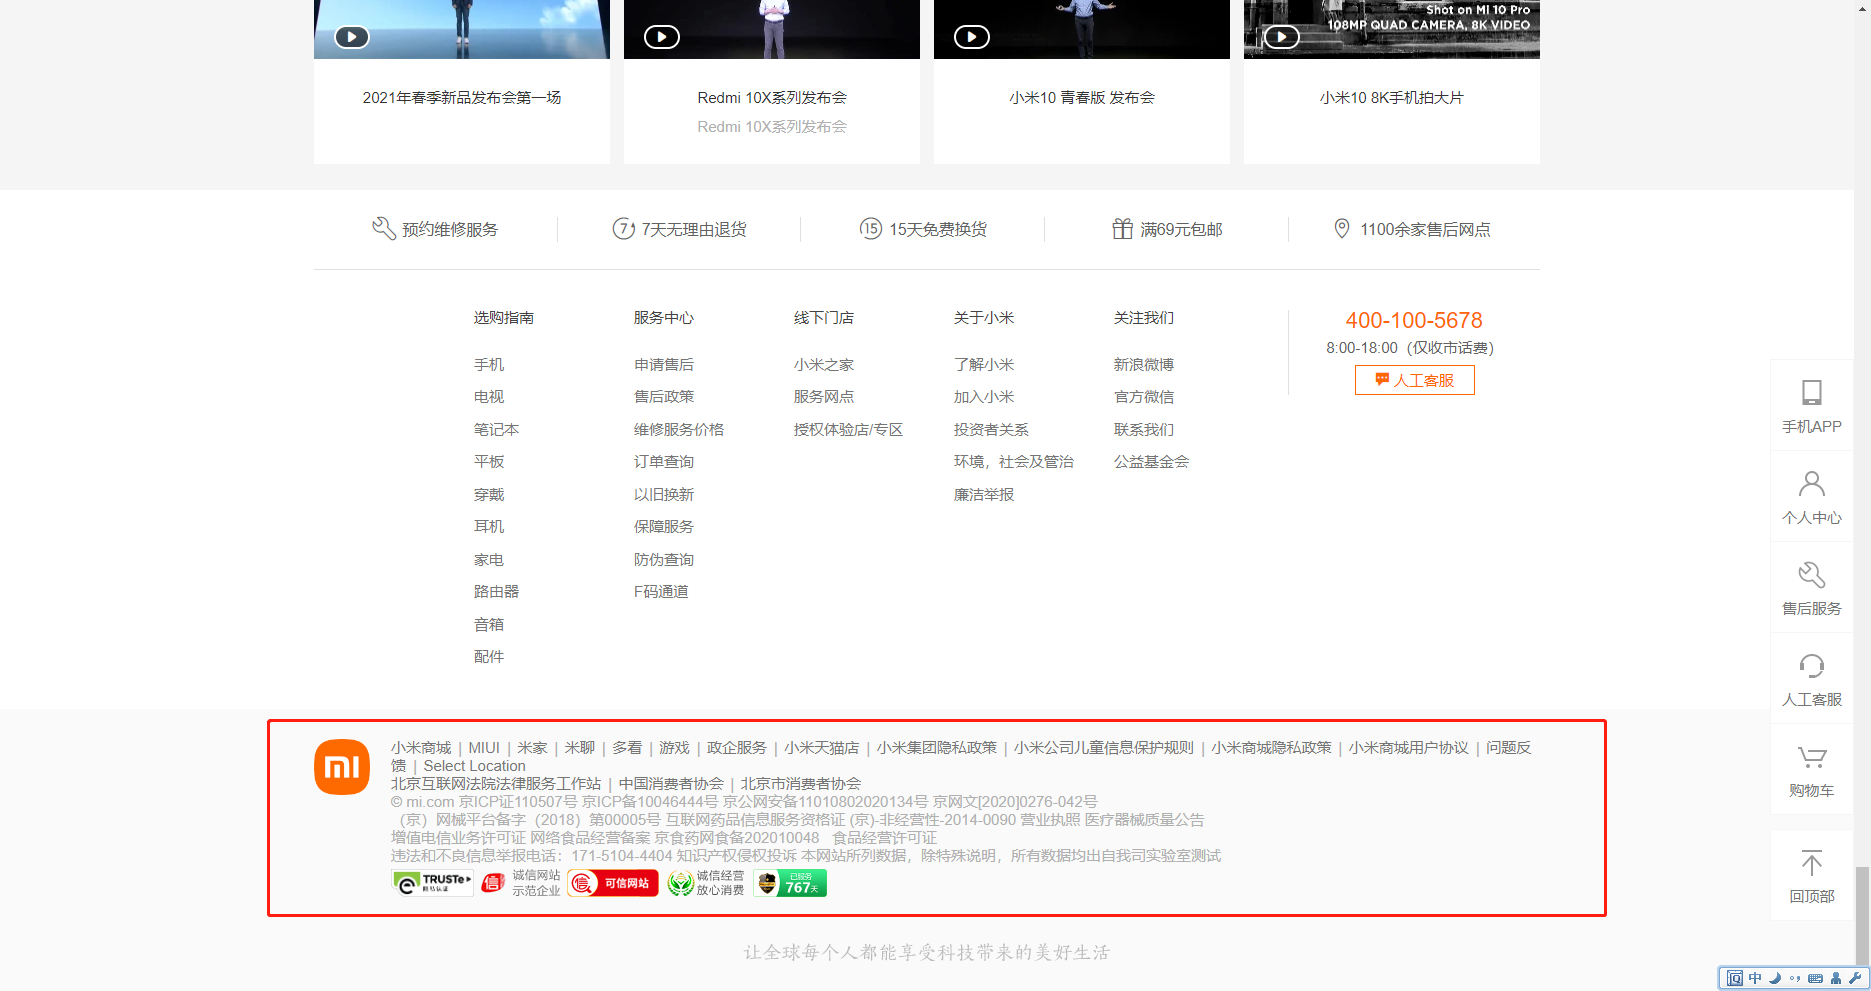 Shot on MI 10 Pro
108MP QUAD CAMERA, 8K VIDEO
2021年春季新品发布会第一场
Redmi 10X系列发布会
小米10 青春版 发布会
小米10 8K手机拍大片
Redmi 10X系列发布会
预约维修服务
7天无理由退货
15天免费换货
满69元包邮
1100余家售后网点
选购指南
手机
电视
笔记本
平板
穿戴
耳机
家电
路由器
音箱
配件
服务中心
申请售后
售后政策
维修服务价格
订单查询
以旧换新
保障服务
防伪查询
F码通道
线下门店
小米之家
服务网点
授权体验店/专区
关于小米
了解小米
加入小米
投资者关系
环境，社会及管治
廉洁举报
关注我们
新浪微博
官方微信
联系我们
公益基金会
400-100-5678
8:00-18:00（仅收市话费）
人工客服
手机APP
个人中心
售后服务
人工客服
购物车
回顶部
小米商城 | MIUI | 米家 | 米聊 | 多看 | 游戏 | 政企服务 | 小米天猫店 | 小米集团隐私政策 | 小米公司儿童信息保护规则 | 小米商城隐私政策 | 小米商城用户协议 | 问题反
馈 | Select Location
北京互联网法院法律服务工作站 | 中国消费者协会 | 北京市消费者协会
© mi.com 京ICP证110507号 京ICP备10046444号 京公网安备11010802020134号 京网文[2020]0276-042号
（京）网械平台备字（2018）第00005号 互联网药品信息服务资格证 (京)-非经营性-2014-0090 营业执照 医疗器械质量公告
增值电信业务许可证 网络食品经营备案 京食药网食备202010048 食品经营许可证
违法和不良信息举报电话：171-5104-4404 知识产权侵权投诉 本网站所列数据，除特殊说明，所有数据均出自我司实验室测试
TRUSTe
网站认证
信
诚信网站
示范企业
信 可信网站
诚信经营
放心消费
已服务
767天
让全球每个人都能享受科技带来的美好生活
中